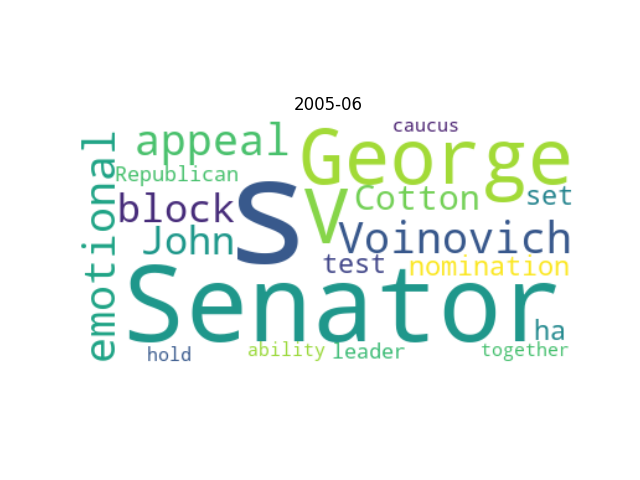 2005-06
caucus
appeal
George
Republican
emotional
block
S
V
Cotton
set
John
Voinovich
test
nomination
Senator
ha
hold
ability
leader
together